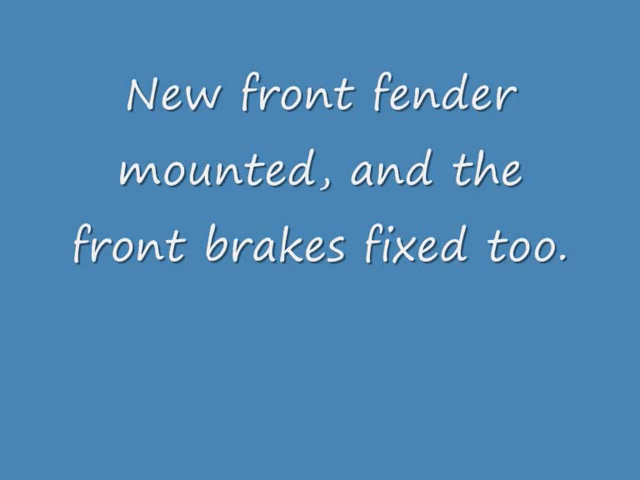 New front fender
mounted, and the
front brakes fixed too.